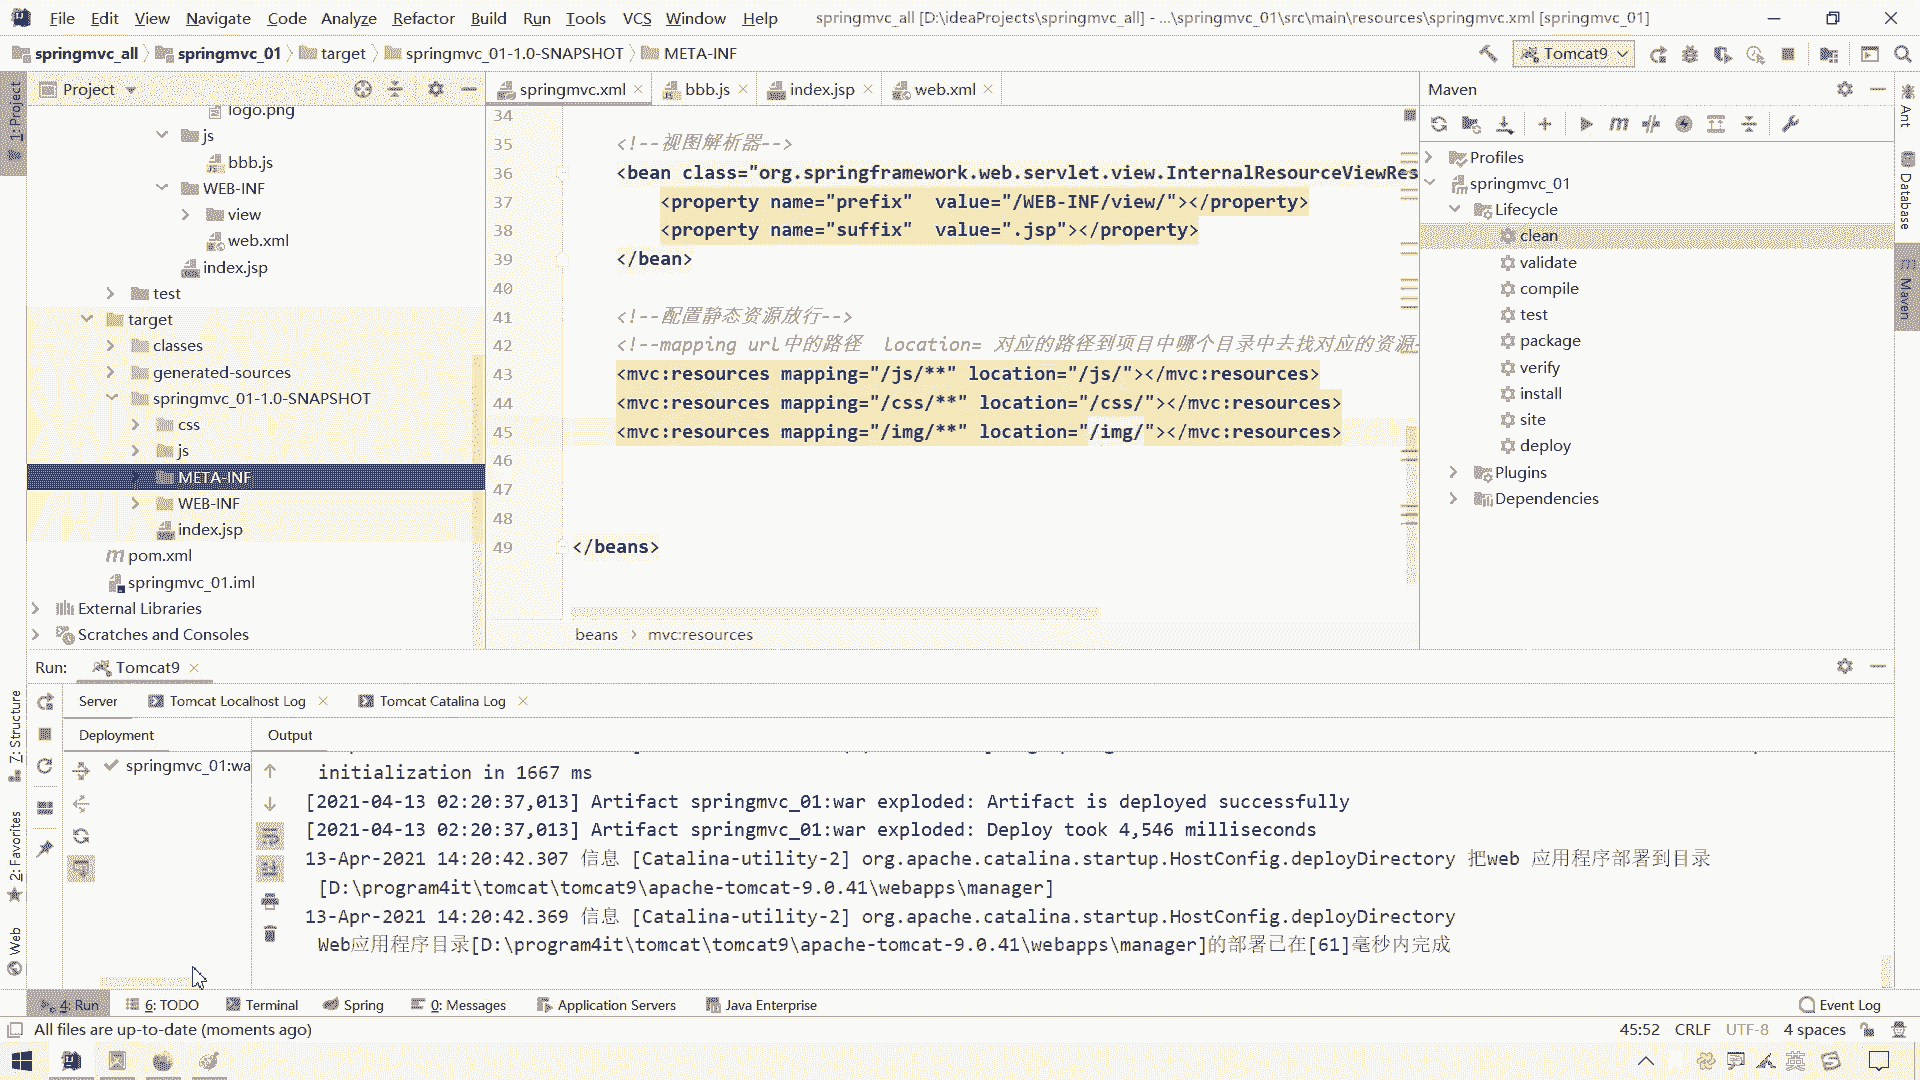 File Edit View Navigate Code Analyze Refactor Build Run Tools VCS Window Help springmvc_all [D:\ideaProjects\springmvc_all] - ...\springmvc_01\src\main\resources\springmvc.xml [springmvc_01]
springmvc_all springmvc_01 target springmvc_01-1.0-SNAPSHOT META-INF Tomcat9
1: Project
Project
logo.png
js
bbb.js
WEB-INF
view
web.xml
index.jsp
test
target
classes
generated-sources
springmvc_01-1.0-SNAPSHOT
css
js
META-INF
WEB-INF
index.jsp
pom.xml
springmvc_01.iml
External Libraries
Scratches and Consoles
springmvc.xml bbb.js index.jsp web.xml
34
35 <!--视图解析器-->
36 <bean class="org.springframework.web.servlet.view.InternalResourceViewRes
37 <property name="prefix" value="/WEB-INF/view/"></property>
38 <property name="suffix" value=".jsp"></property>
39 </bean>
40
41 <!--配置静态资源放行-->
42 <!--mapping url中的路径 location= 对应的路径到项目中哪个目录中去找对应的资源-
43 <mvc:resources mapping="/js/**" location="/js/"></mvc:resources>
44 <mvc:resources mapping="/css/**" location="/css/"></mvc:resources>
45 <mvc:resources mapping="/img/**" location="/img/"></mvc:resources>
46
47
48
49 </beans>
beans mvc:resources
Maven
Profiles
springmvc_01
Lifecycle
clean
validate
compile
test
package
verify
install
site
deploy
Plugins
Dependencies
Ant
Database
Maven
Run: Tomcat9
Server Tomcat Localhost Log Tomcat Catalina Log
Deployment Output
springmvc_01:wa
initialization in 1667 ms
[2021-04-13 02:20:37,013] Artifact springmvc_01:war exploded: Artifact is deployed successfully
[2021-04-13 02:20:37,013] Artifact springmvc_01:war exploded: Deploy took 4,546 milliseconds
13-Apr-2021 14:20:42.307 信息 [Catalina-utility-2] org.apache.catalina.startup.HostConfig.deployDirectory 把web 应用程序部署到目录
[D:\program4it\tomcat\tomcat9\apache-tomcat-9.0.41\webapps\manager]
13-Apr-2021 14:20:42.369 信息 [Catalina-utility-2] org.apache.catalina.startup.HostConfig.deployDirectory
Web应用程序目录[D:\program4it\tomcat\tomcat9\apache-tomcat-9.0.41\webapps\manager]的部署已在[61]毫秒内完成
Z: Structure
2: Favorites
Web
4: Run 6: TODO Terminal Spring 0: Messages Application Servers Java Enterprise Event Log
All files are up-to-date (moments ago) 45:52 CRLF UTF-8 4 spaces
英